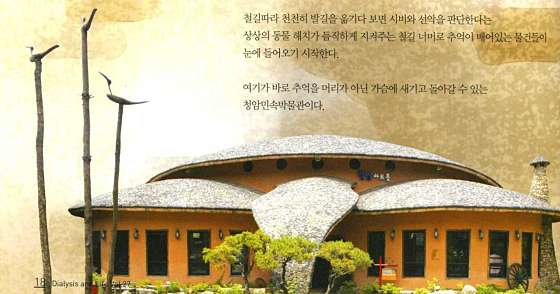 철길따라 천천히 발길을 옮기다 보면 시비와 선악을 판단한다는
상상의 동물 해치가 듬직하게 지켜주는 철길 너머로 추억이 배어있는 물건들이
눈에 들어오기 시작한다.
여기가 바로 추억을 머리가 아닌 가슴에 새기고 돌아갈 수 있는
청암민속박물관이다.
Dialysis and